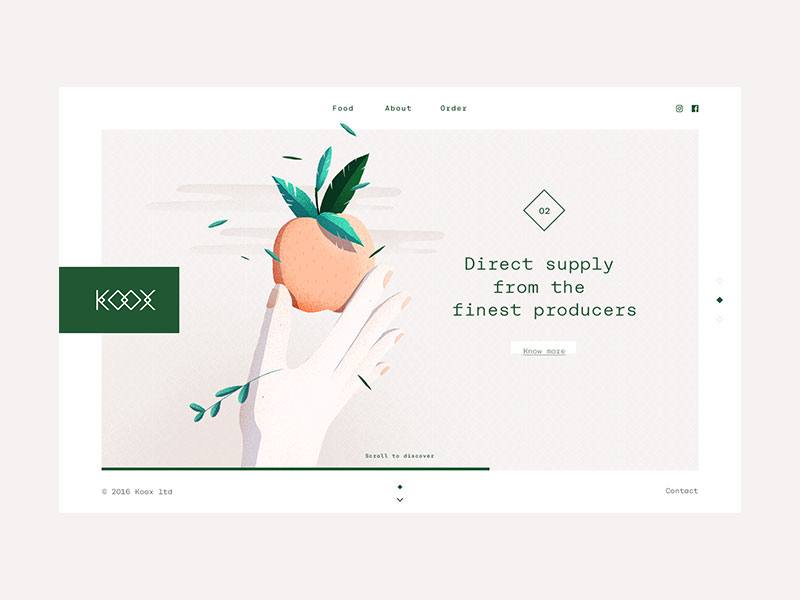 Food About Order
02
KOOX
Direct supply
from the
finest producers
Know more
Scroll to discover
© 2016 Koox ltd
Contact